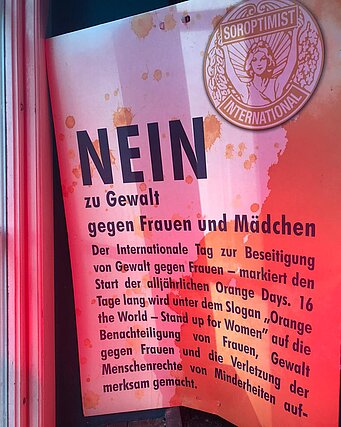 SOROPTIMIST
INTERNATIONAL
NEIN
zu Gewalt
gegen Frauen und Mädchen
Der Internationale Tag zur Beseitigung
von Gewalt gegen Frauen – markiert den
Start der alljährlichen Orange Days. 16
Tage lang wird unter dem Slogan „Orange
the World – Stand up for Women" auf die
Benachteiligung von Frauen, Gewalt
gegen Frauen und die Verletzung der
Menschenrechte von Minderheiten auf-
merksam gemacht.